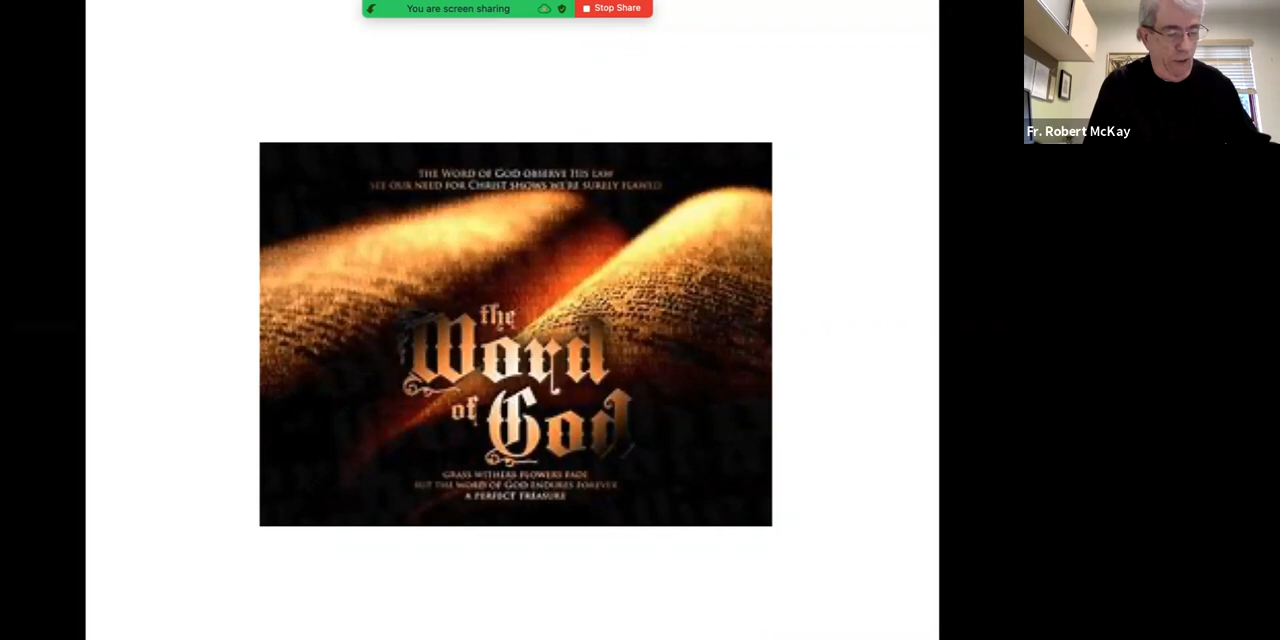 You are screen sharing
Stop Share
Fr. Robert McKay
THE WORD OF GOD OBSERVE HIS LAW
SEE OUR NEED FOR CHRIST SHOWS WE'RE SURELY FLAWED
the
Word
of God
GRASS WITHERS FLOWERS FADE
BUT THE WORD OF GOD ENDURES FOREVER
A PERFECT TREASURE